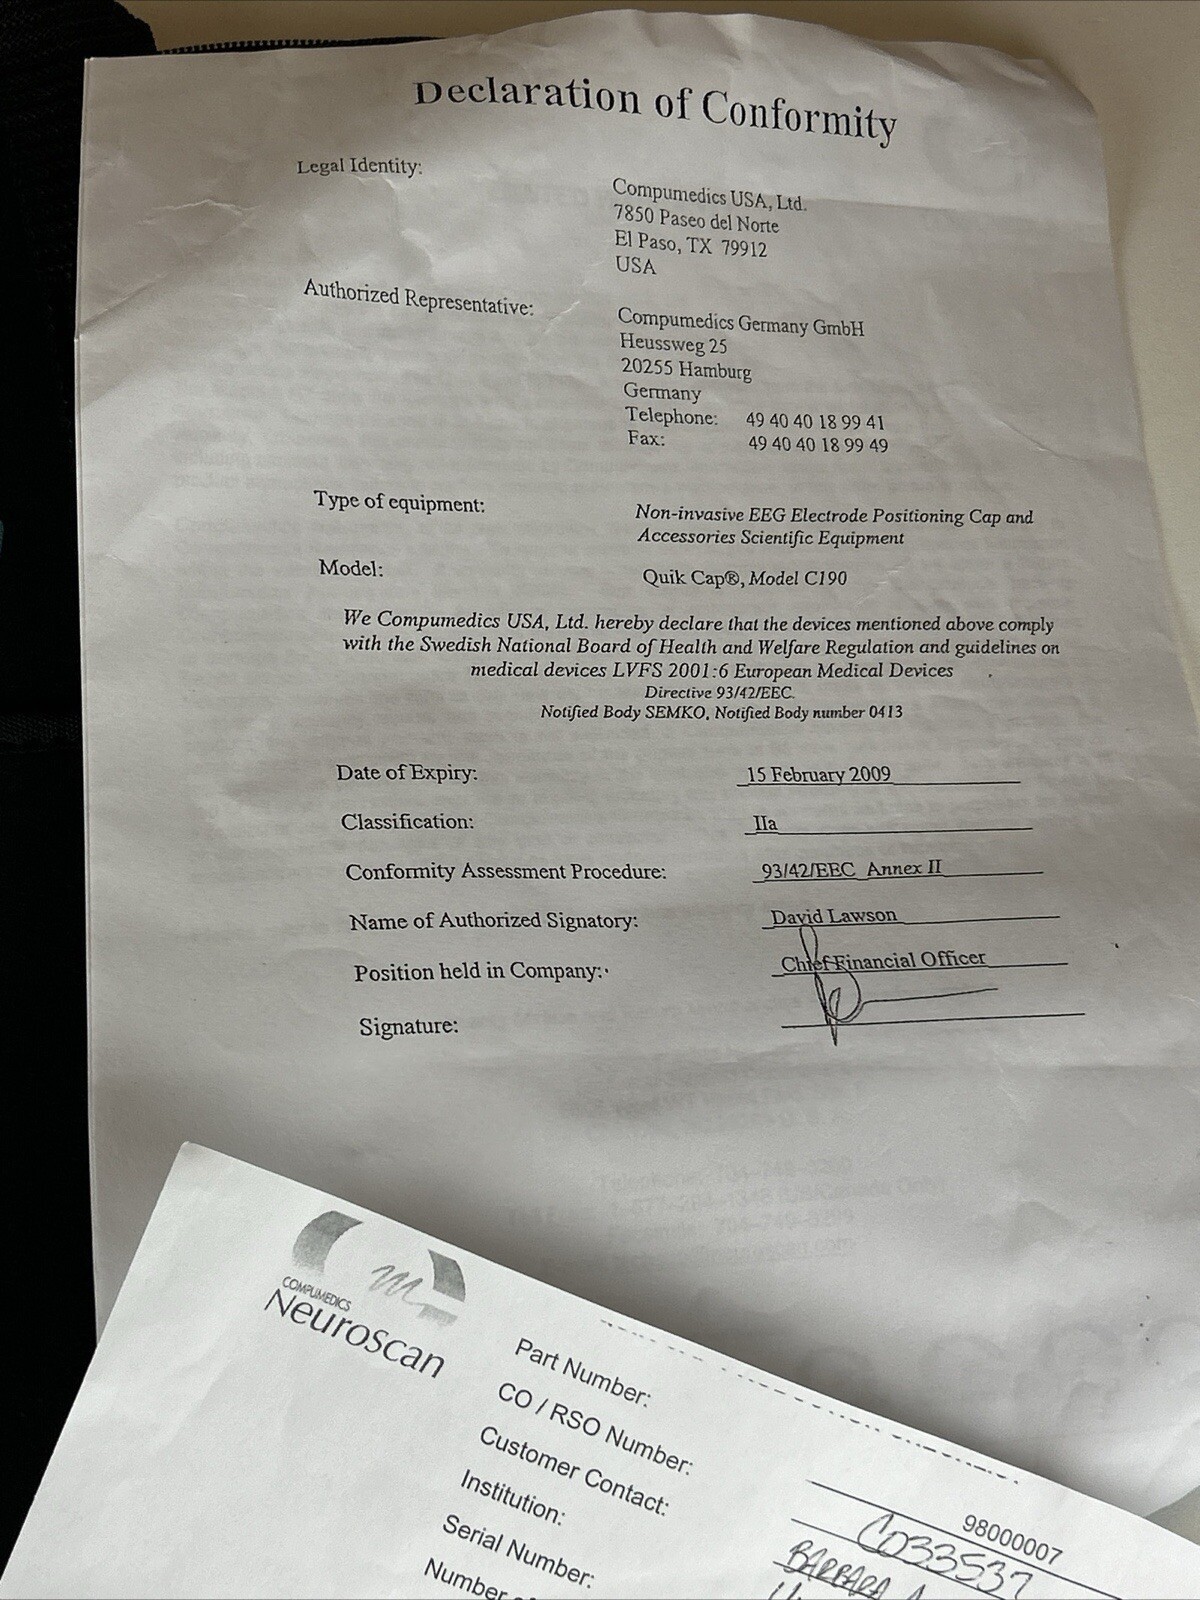 Declaration of Conformity
Legal Identity:
Compumedics USA, Ltd.
7850 Paseo del Norte
El Paso, TX 79912
USA
Authorized Representative:
Compumedics Germany GmbH
Heussweg 25
20255 Hamburg
Germany
Telephone: 49 40 40 18 99 41
Fax: 49 40 40 18 99 49
Type of equipment: Non-invasive EEG Electrode Positioning Cap and
Accessories Scientific Equipment
Model: Quik Cap®, Model C190
We Compumedics USA, Ltd. hereby declare that the devices mentioned above comply
with the Swedish National Board of Health and Welfare Regulation and guidelines on
medical devices LVFS 2001:6 European Medical Devices
Directive 93/42/EEC.
Notified Body SEMKO, Notified Body number 0413
Date of Expiry: 15 February 2009
Classification: IIa
Conformity Assessment Procedure: 93/42/EEC Annex II
Name of Authorized Signatory: David Lawson
Position held in Company: Chief Financial Officer
Signature:
COMPUMEDICS
Neuroscan
Part Number: 98000007
CO / RSO Number: CO33537
Customer Contact: BARBARA
Institution:
Serial Number:
Number